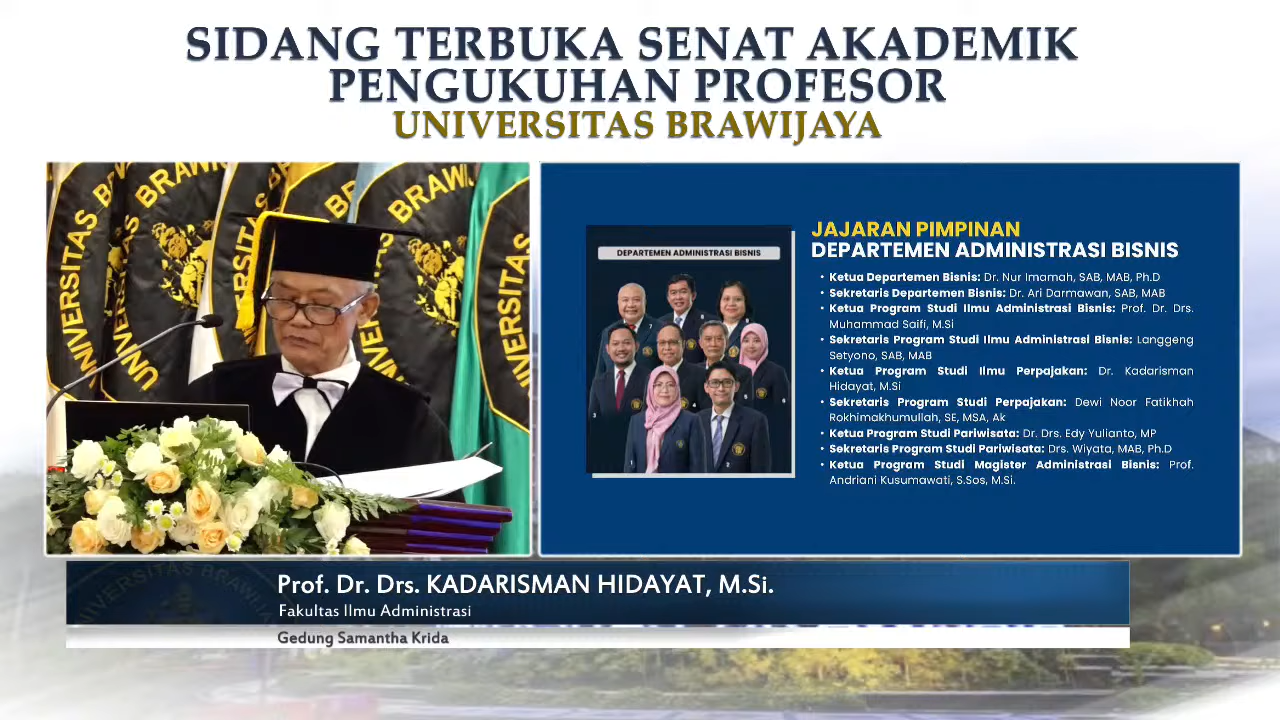 SIDANG TERBUKA SENAT AKADEMIK
PENGUKUHAN PROFESOR
UNIVERSITAS BRAWIJAYA
UNIVERSITAS
BRAWIJAYA
UNIVERSITAS
BRAWIJAYA
UNIVERSITAS
DEPARTEMEN ADMINISTRASI BISNIS
JAJARAN PIMPINAN
DEPARTEMEN ADMINISTRASI BISNIS
• Ketua Departemen Bisnis: Dr. Nur Imamah, SAB, MAB, Ph.D
• Sekretaris Departemen Bisnis: Dr. Ari Darmawan, SAB, MAB
• Ketua Program Studi Ilmu Administrasi Bisnis: Prof. Dr. Drs.
Muhammad Saifi, M.Si
• Sekretaris Program Studi Ilmu Administrasi Bisnis: Langgeng
Setyono, SAB, MAB
• Ketua Program Studi Ilmu Perpajakan: Dr. Kadarisman
Hidayat, M.Si
• Sekretaris Program Studi Perpajakan: Dewi Noor Fatikhah
Rokhimakhumullah, SE, MSA, Ak
• Ketua Program Studi Pariwisata: Dr. Drs. Edy Yulianto, MP
• Sekretaris Program Studi Pariwisata: Drs. Wiyata, MAB, Ph.D
• Ketua Program Studi Magister Administrasi Bisnis: Prof.
Andriani Kusumawati, S.Sos, M.Si.
Prof. Dr. Drs. KADARISMAN HIDAYAT, M.Si.
Fakultas Ilmu Administrasi
Gedung Samantha Krida